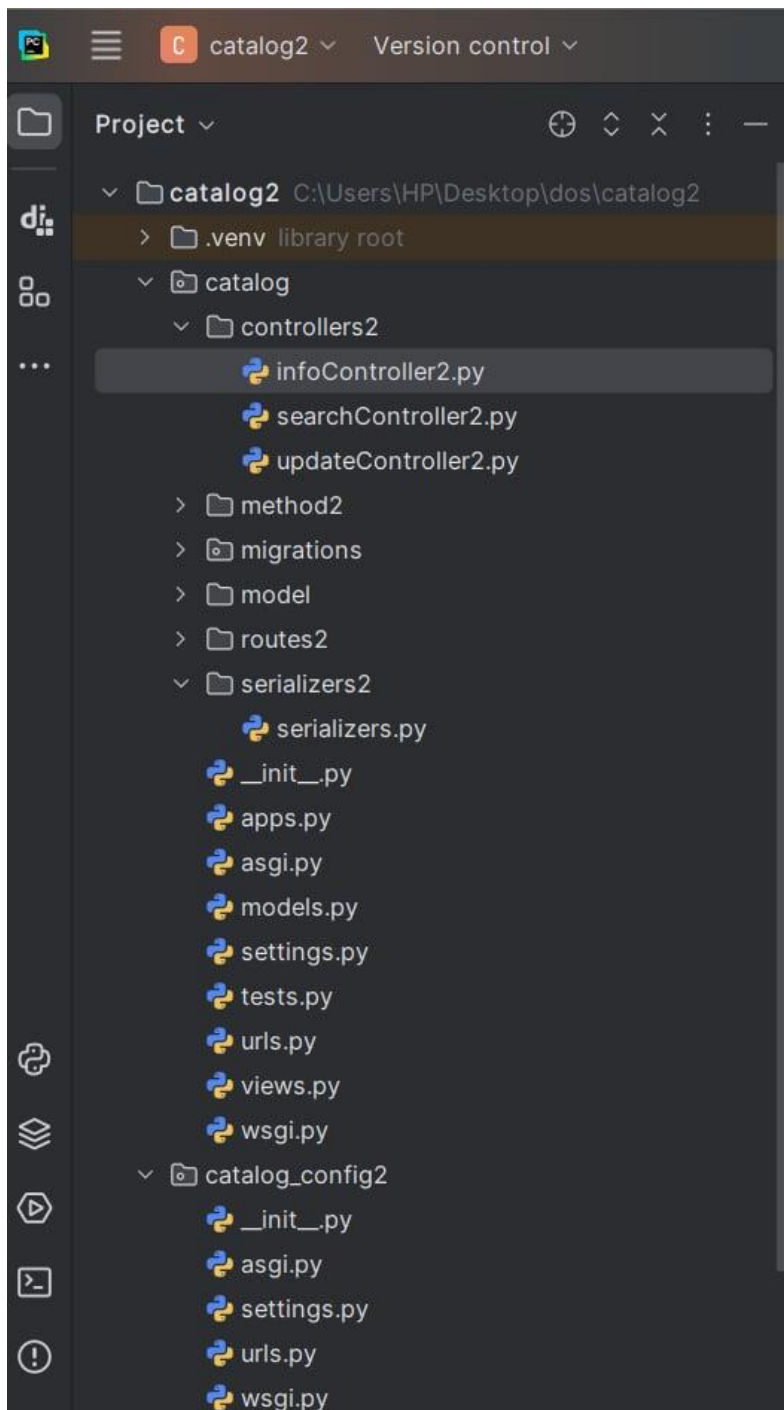 PC
C catalog2 Version control
Project
catalog2 C:\Users\HP\Desktop\dos\catalog2
.venv library root
catalog
controllers2
infoController2.py
searchController2.py
updateController2.py
method2
migrations
model
routes2
serializers2
serializers.py
__init__.py
apps.py
asgi.py
models.py
settings.py
tests.py
urls.py
views.py
wsgi.py
catalog_config2
__init__.py
asgi.py
settings.py
urls.py
wsgi.py
dj